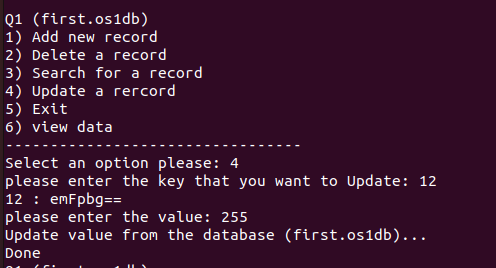 Q1 (first.os1db)
1) Add new record
2) Delete a record
3) Search for a record
4) Update a rercord
5) Exit
6) view data
---------------------------------
Select an option please: 4
please enter the key that you want to Update: 12
12 : emFpbg==
please enter the value: 255
Update value from the database (first.os1db)...
Done
Q1 (first.os1db)